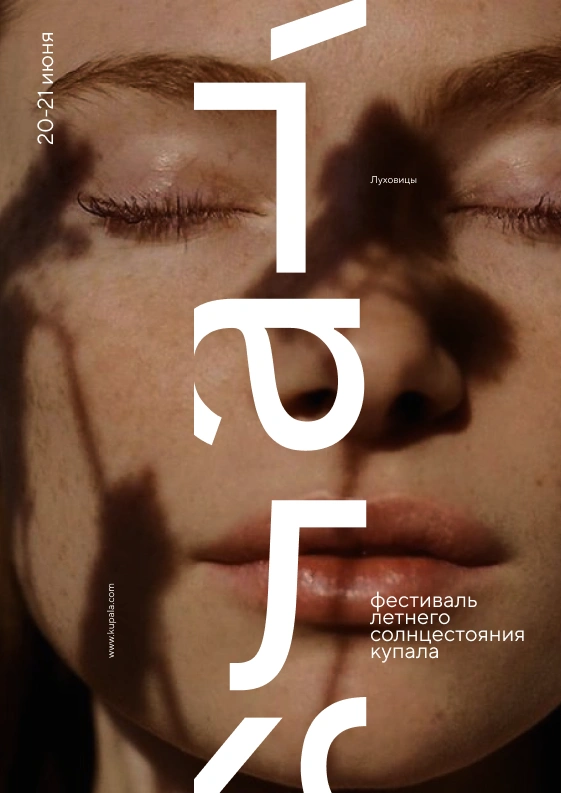 20-21 июня
Луховицы
www.kupala.com
фестиваль
летнего
солнцестояния
купала